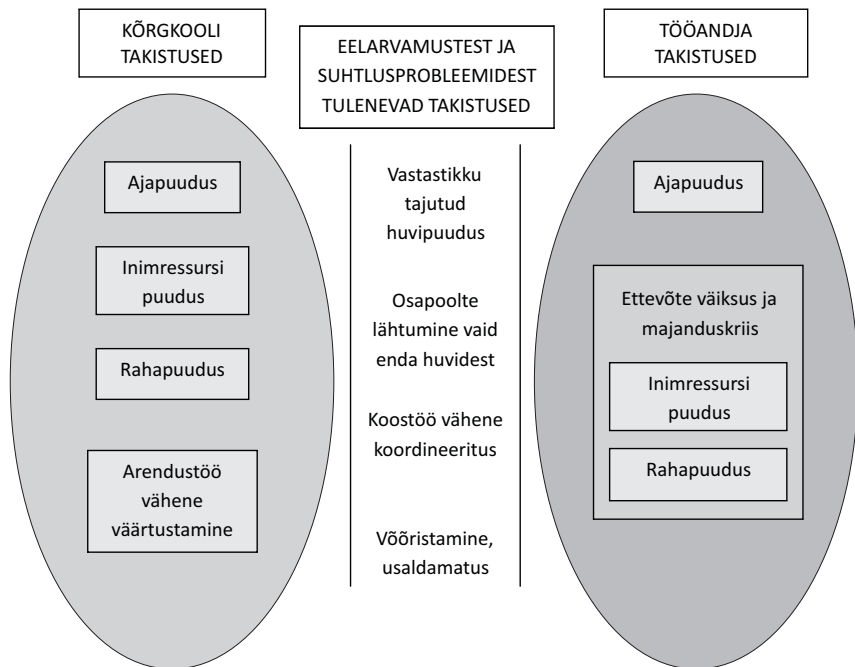 KÕRGKOOLI
TAKISTUSED
Ajapuudus
Inimressursi
puudus
Rahapuudus
Arendustöö
vähene
väärtustamine
EELARVAMUSTEST JA
SUHTLUSPROBLEEMIDEST
TULENEVAD TAKISTUSED
Vastastikku
tajutud
huvipuudus
Osapoolte
lähtumine vaid
enda huvidest
Koostöö vähene
koordineeritus
Võõristamine,
usaldamatus
TÖÖANDJA
TAKISTUSED
Ajapuudus
Ettevõte väiksus ja
majanduskriis
Inimressursi
puudus
Rahapuudus